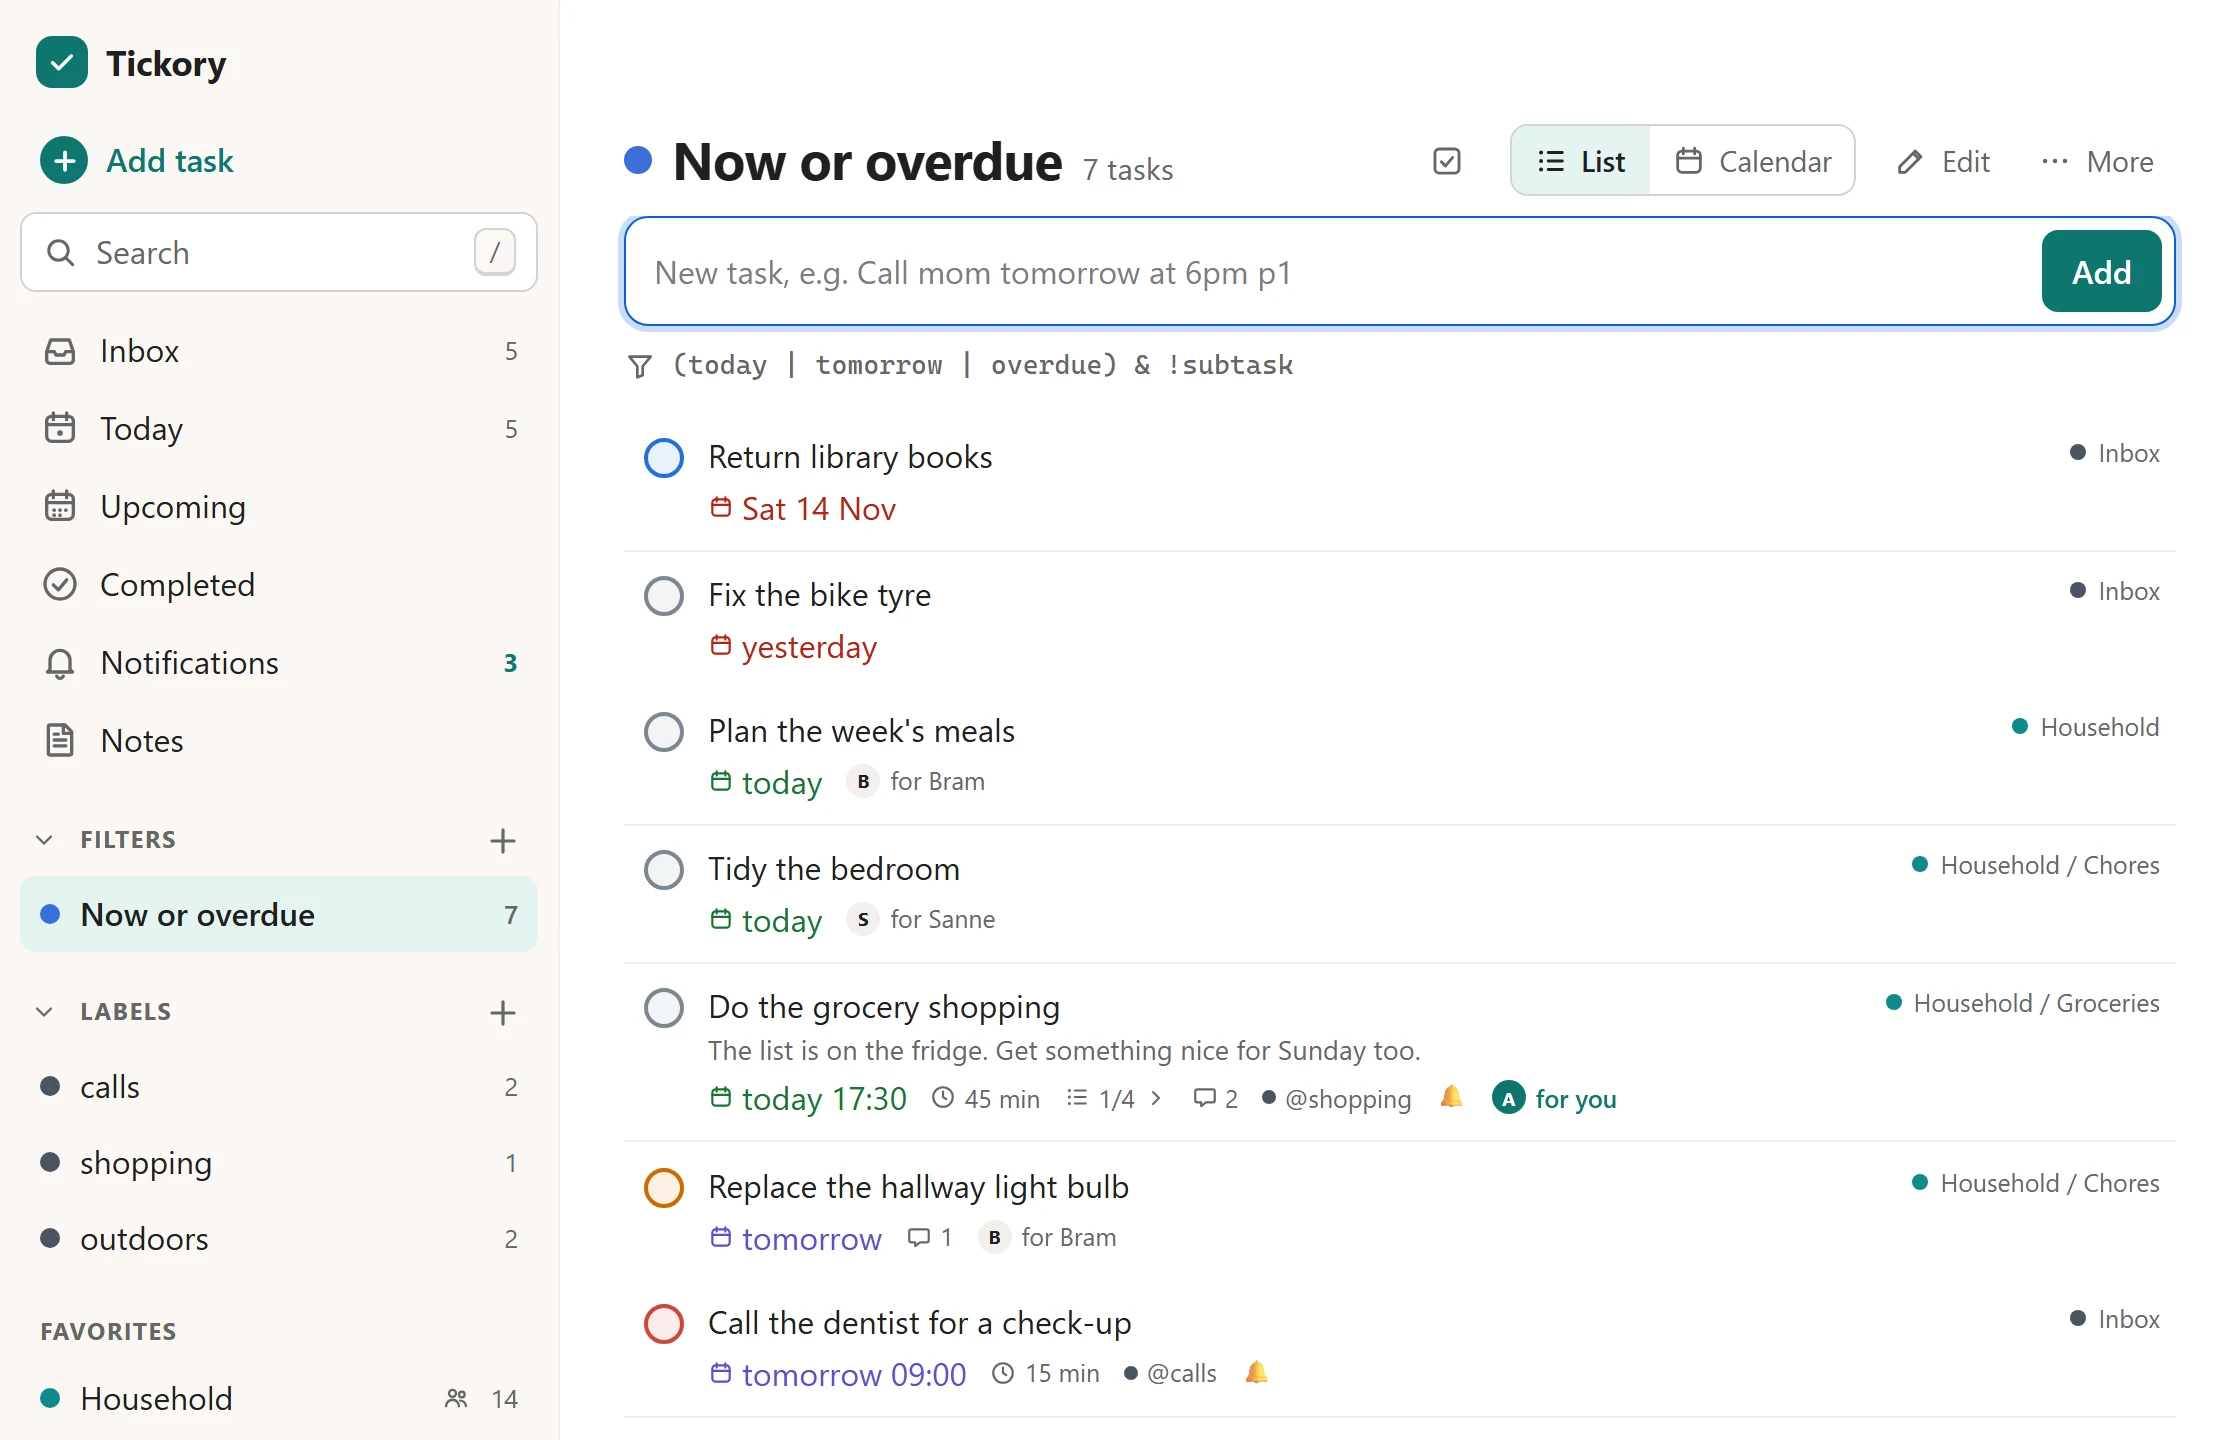 Tickory
Add task
Search /
Inbox 5
Today 5
Upcoming
Completed
Notifications 3
Notes
FILTERS
Now or overdue 7
LABELS
calls 2
shopping 1
outdoors 2
FAVORITES
Household 14
Now or overdue 7 tasks
List Calendar Edit More
New task, e.g. Call mom tomorrow at 6pm p1
Add
(today | tomorrow | overdue) & !subtask
Return library books Inbox
Sat 14 Nov
Fix the bike tyre Inbox
yesterday
Plan the week's meals Household
today B for Bram
Tidy the bedroom Household / Chores
today S for Sanne
Do the grocery shopping Household / Groceries
The list is on the fridge. Get something nice for Sunday too.
today 17:30 45 min 1/4 2 @shopping A for you
Replace the hallway light bulb Household / Chores
tomorrow 1 B for Bram
Call the dentist for a check-up Inbox
tomorrow 09:00 15 min @calls